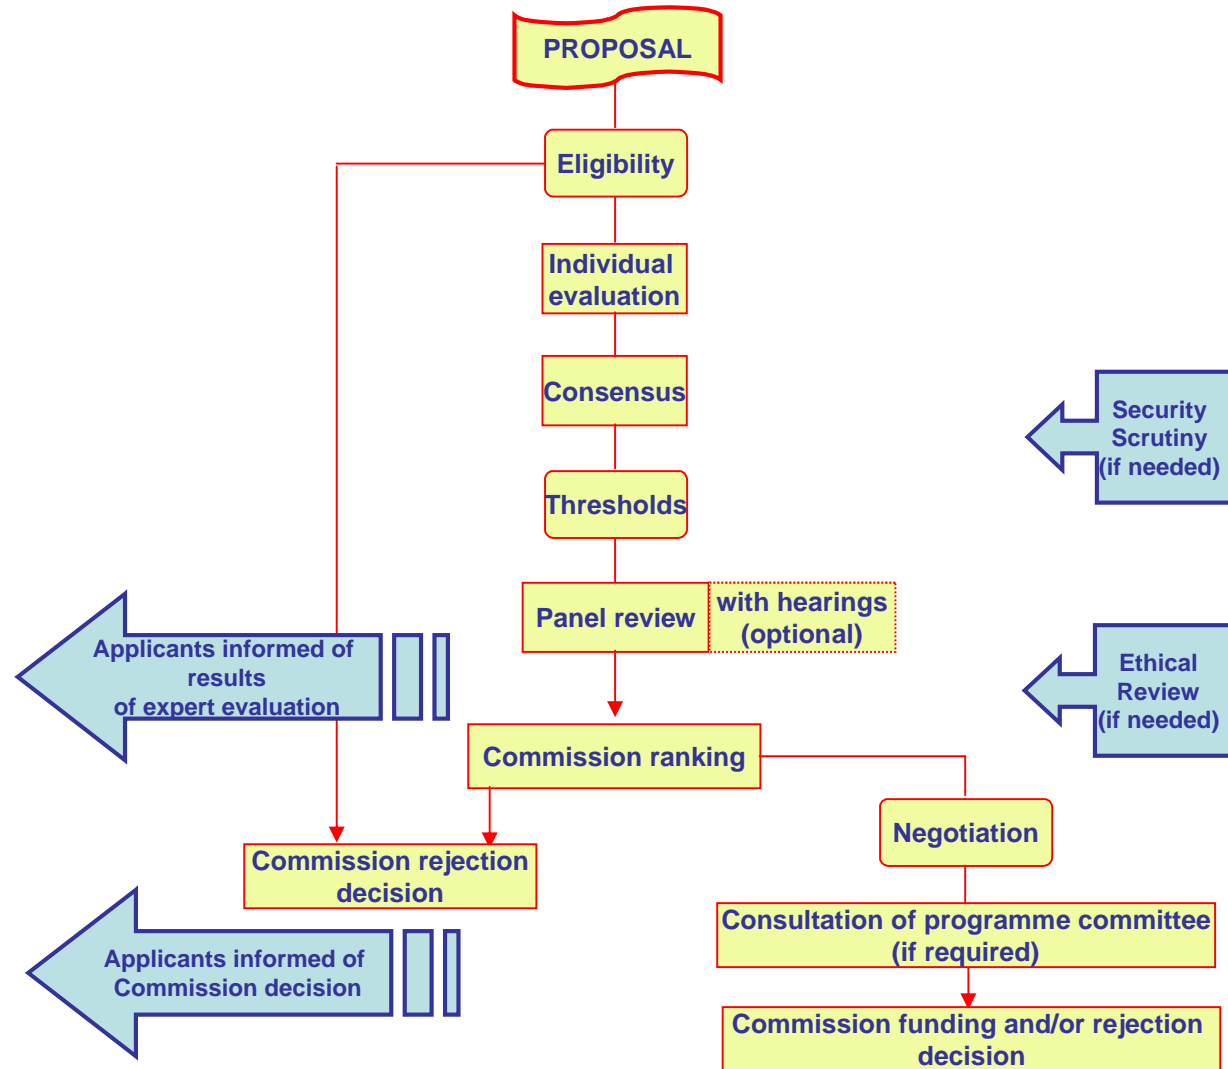 PROPOSAL
Eligibility
Individual
evaluation
Consensus
Security
Scrutiny
(if needed)
Thresholds
Panel review
with hearings
(optional)
Applicants informed of
results
of expert evaluation
Ethical
Review
(if needed)
Commission ranking
Negotiation
Commission rejection
decision
Consultation of programme committee
(if required)
Applicants informed of
Commission decision
Commission funding and/or rejection
decision